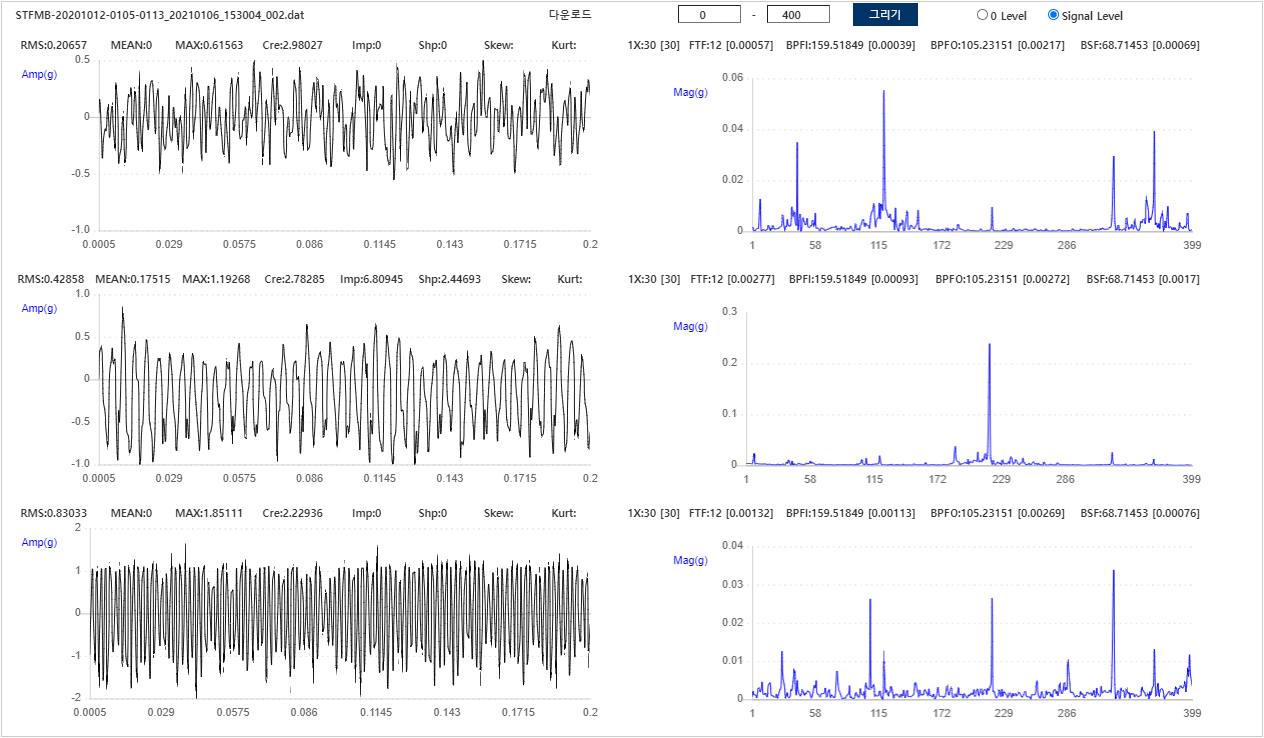 STFMB-20201012-0105-0113_20210106_153004_002.dat 다운로드 0 - 400 그리기 0 Level Signal Level
RMS:0.20657 MEAN:0 MAX:0.61563 Cre:2.98027 Imp:0 Shp:0 Skew: Kurt:
Amp(g)
0.5
0
-0.5
-1.0
0.0005 0.029 0.0575 0.086 0.1145 0.143 0.1715 0.2
1X:30 [30] FTF:12 [0.00057] BPFI:159.51849 [0.00039] BPFO:105.23151 [0.00217] BSF:68.71453 [0.00069]
Mag(g)
0.06
0.04
0.02
0
1 58 115 172 229 286 399
RMS:0.42858 MEAN:0.17515 MAX:1.19268 Cre:2.78285 Imp:6.80945 Shp:2.44693 Skew: Kurt:
Amp(g)
1.0
0.5
0
-0.5
-1.0
0.0005 0.029 0.0575 0.086 0.1145 0.143 0.1715 0.2
1X:30 [30] FTF:12 [0.00277] BPFI:159.51849 [0.00093] BPFO:105.23151 [0.00272] BSF:68.71453 [0.0017]
Mag(g)
0.3
0.2
0.1
0
1 58 115 172 229 286 399
RMS:0.83033 MEAN:0 MAX:1.85111 Cre:2.22936 Imp:0 Shp:0 Skew: Kurt:
Amp(g)
2
1
0
-1
-2
0.0005 0.029 0.0575 0.086 0.1145 0.143 0.1715 0.2
1X:30 [30] FTF:12 [0.00132] BPFI:159.51849 [0.00113] BPFO:105.23151 [0.00269] BSF:68.71453 [0.00076]
Mag(g)
0.04
0.03
0.02
0.01
0
1 58 115 172 229 286 399